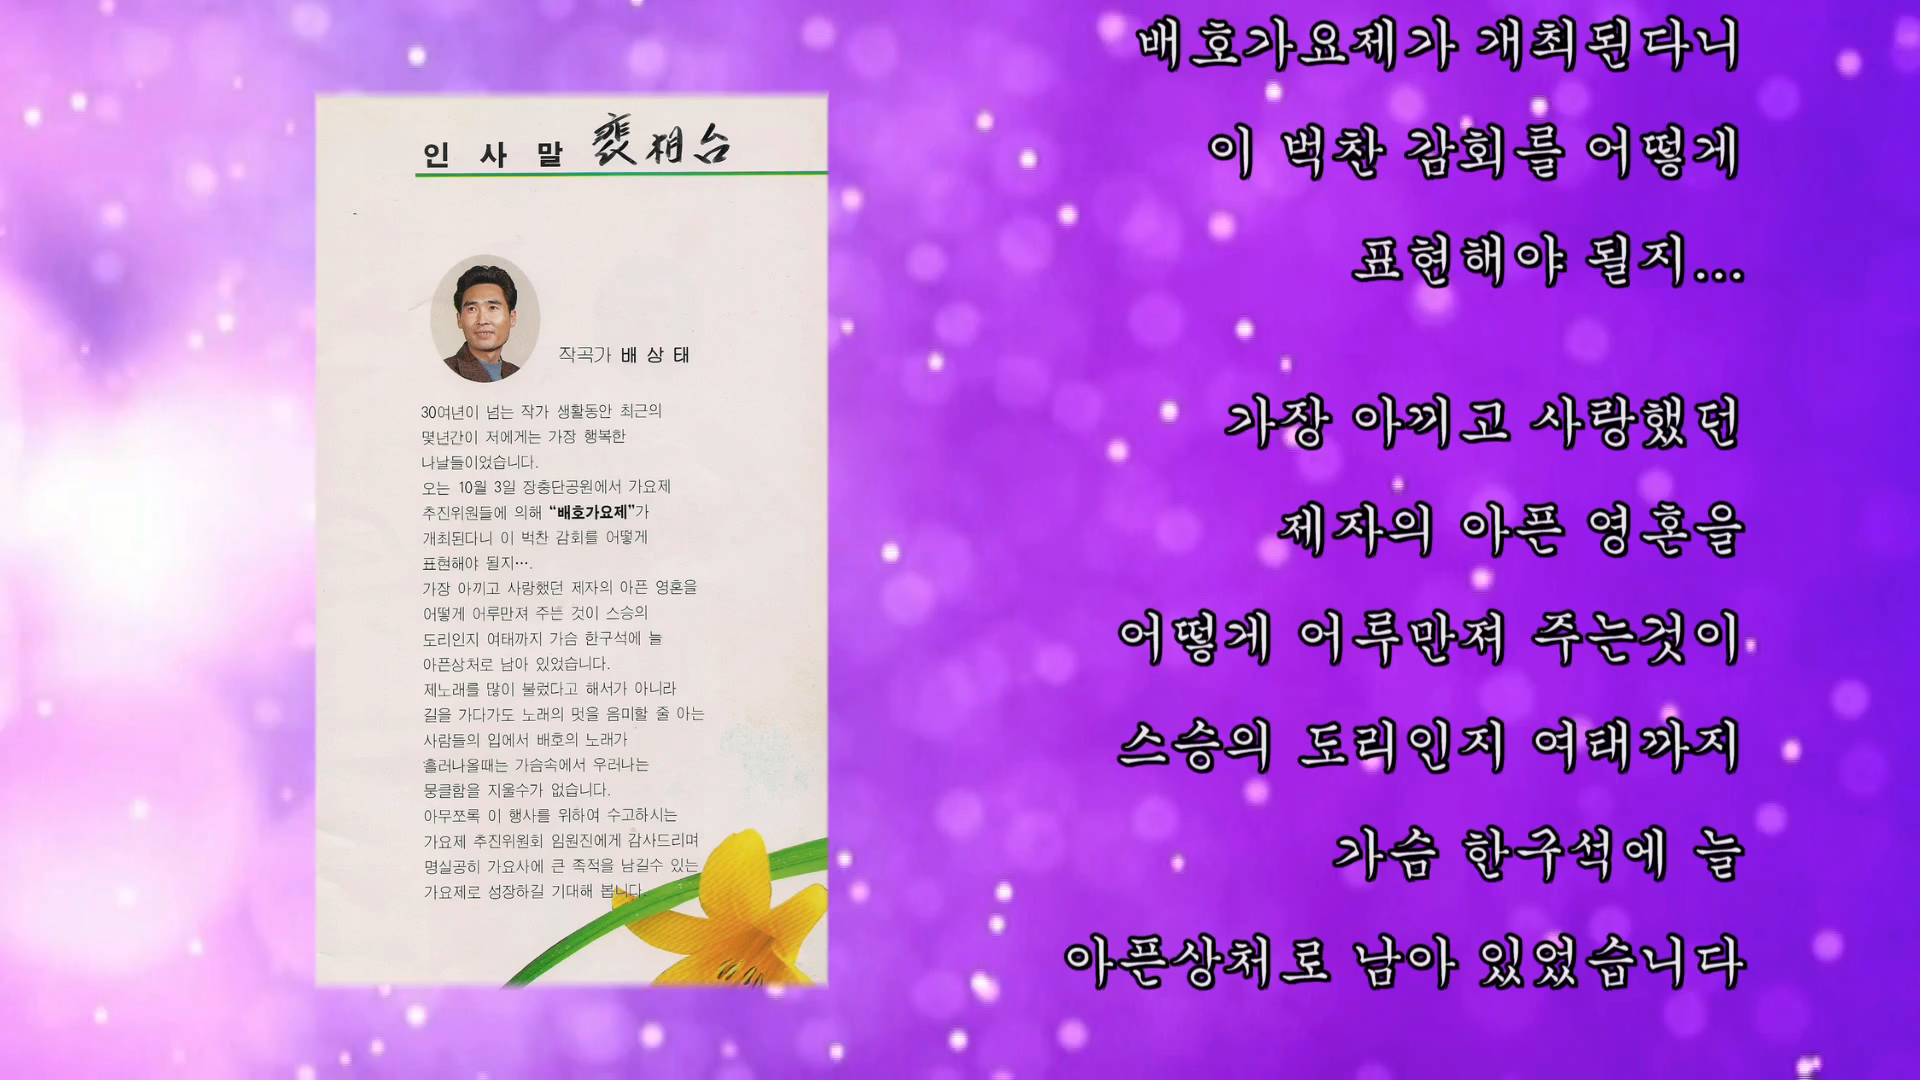 인 사 말 裵相台
작곡가 배 상 태
30여년이 넘는 작가 생활동안 최근의
몇년간이 저에게는 가장 행복한
나날들이었습니다.
오는 10월 3일 장충단공원에서 가요제
추진위원들에 의해 “배호가요제”가
개최된다니 이 벅찬 감회를 어떻게
표현해야 될지….
가장 아끼고 사랑했던 제자의 아픈 영혼을
어떻게 어루만져 주는 것이 스승의
도리인지 여태까지 가슴 한구석에 늘
아픈상처로 남아 있었습니다.
제노래를 많이 불렀다고 해서가 아니라
길을 가다가도 노래의 멋을 음미할 줄 아는
사람들의 입에서 배호의 노래가
흘러나올때는 가슴속에서 우러나는
뭉클함을 지울수가 없습니다.
아무쪼록 이 행사를 위하여 수고하시는
가요제 추진위원회 임원진에게 감사드리며
명실공히 가요사에 큰 족적을 남길수 있는
가요제로 성장하길 기대해 봅니다.
배호가요제가 개최된다니
이 벅찬 감회를 어떻게
표현해야 될지...
가장 아끼고 사랑했던
제자의 아픈 영혼을
어떻게 어루만져 주는것이
스승의 도리인지 여태까지
가슴 한구석에 늘
아픈상처로 남아 있었습니다